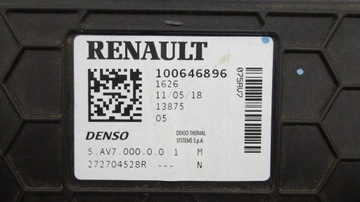 RENAULT
100646896
1626
11/05/18
13875
05
075RU7
DENSO
DENSO THERMAL
SYSTEMS S.p.A.
5.AV7.000.0.0 1 M
272704528R --- N